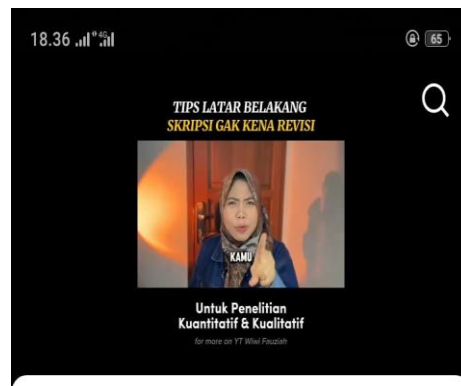 18.36 4G 65
TIPS LATAR BELAKANG
SKRIPSI GAK KENA REVISI
KAMU
Untuk Penelitian
Kuantitatif & Kualitatif
for more on YT Wiwi Fauziah